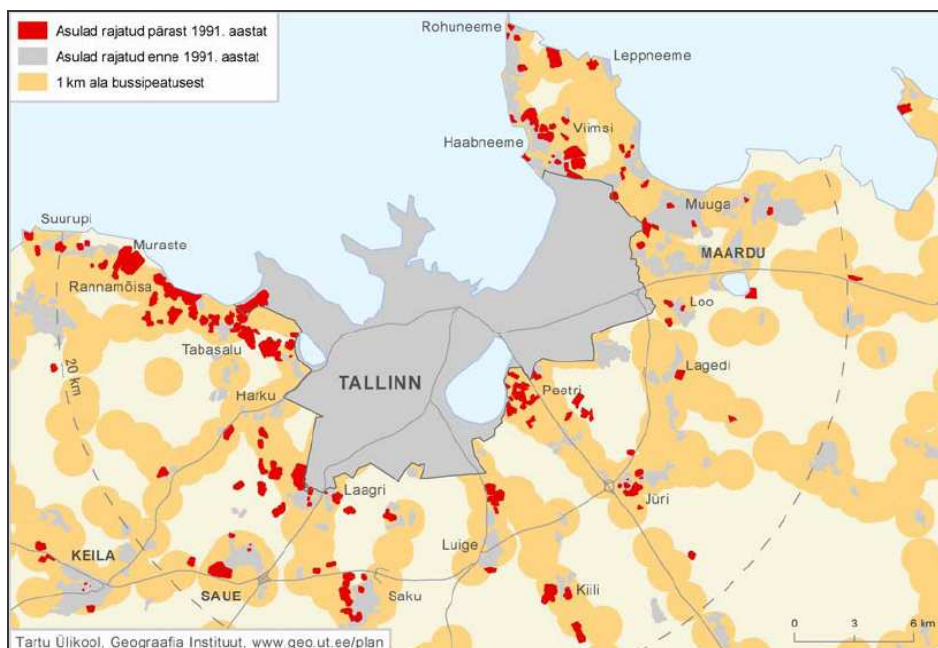 Asulad rajatud pärast 1991. aastat
Asulad rajatud enne 1991. aastat
1 km ala bussipeatusest
Rohuneeme
Leppneeme
Viimsi
Haabneeme
Muuga
Suurupi
Muraste
MAARDU
Rannamõisa
Loo
Tabasalu
20 km
TALLINN
Lagedi
Harku
Peetri
Laagri
Jüri
Luige
KEILA
SAUE
Saku
Kiili
0 3 6 km
Tartu Ülikool, Geograafia Instituut, www.geo.ut.ee/plan